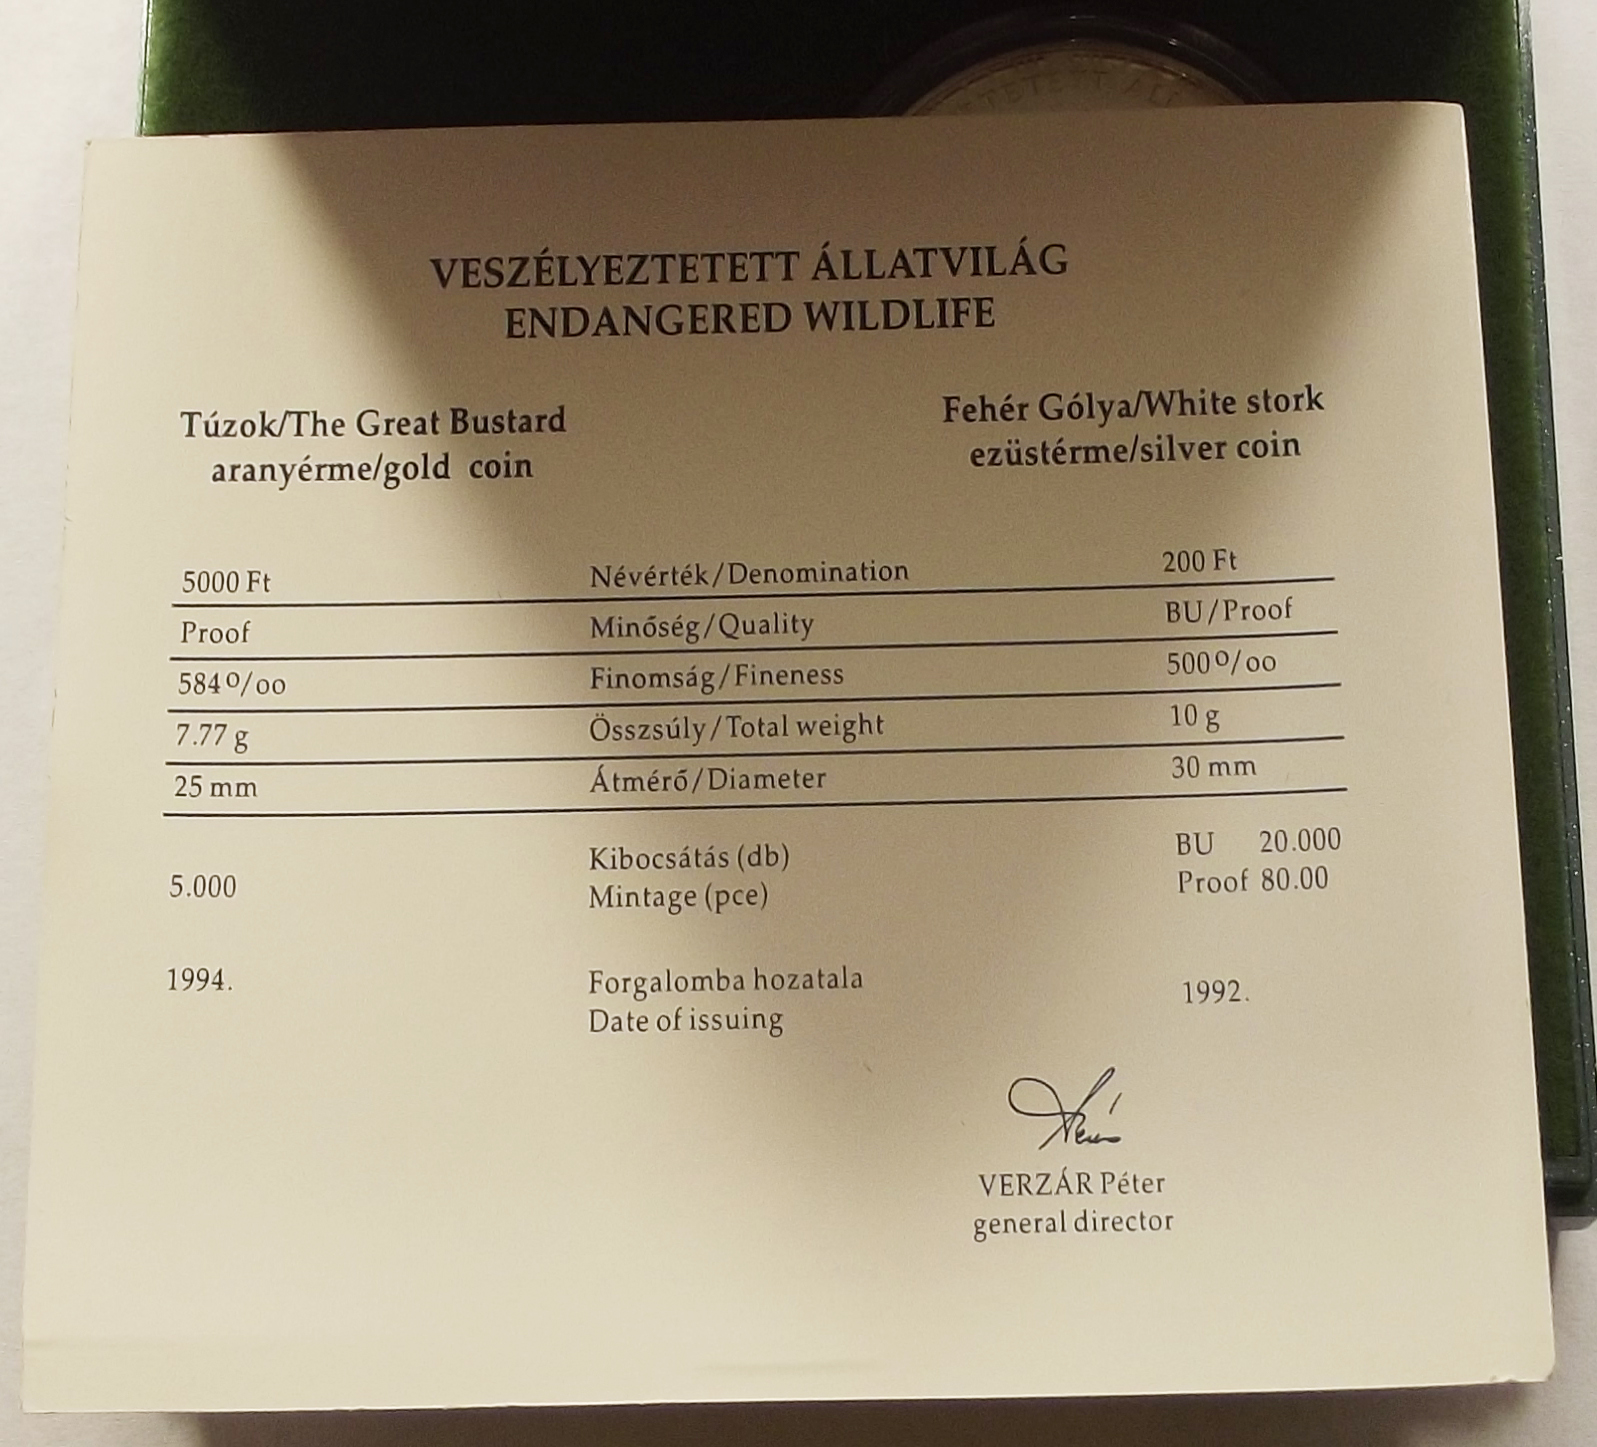 VESZÉLYEZTETETT ÁLLATVILÁG
ENDANGERED WILDLIFE
Túzok/The Great Bustard
aranyérme/gold coin
Fehér Gólya/White stork
ezüstérme/silver coin
5000 Ft Névérték/Denomination 200 Ft
Proof Minőség/Quality BU/Proof
584o/oo Finomság/Fineness 500o/oo
7.77 g Összsúly/Total weight 10 g
25 mm Átmérő/Diameter 30 mm
5.000
Kibocsátás (db)
Mintage (pce)
BU 20.000
Proof 80.00
1994.
Forgalomba hozatala
Date of issuing
1992.
VERZÁR Péter
general director